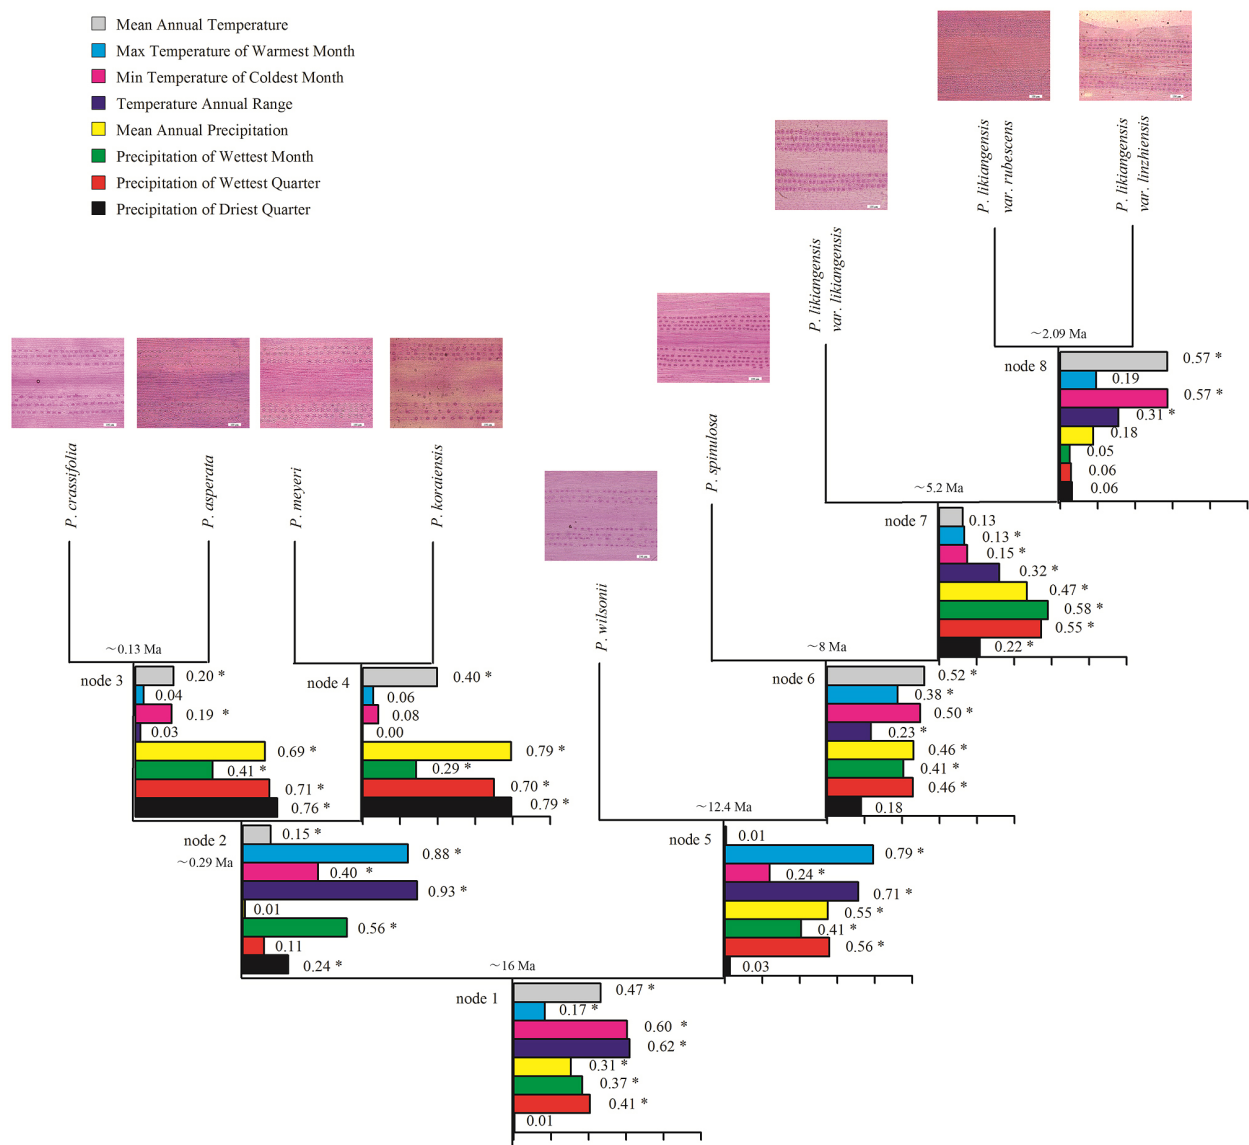 Mean Annual Temperature
Max Temperature of Warmest Month
Min Temperature of Coldest Month
Temperature Annual Range
Mean Annual Precipitation
Precipitation of Wettest Month
Precipitation of Wettest Quarter
Precipitation of Driest Quarter
P. likiangensis
var. rubescens
P. likiangensis
var. linzhiensis
P. likiangensis
var. likiangensis
P. spinulosa
P. crassifolia
P. asperata
P. meyeri
P. koraiensis
P. wilsonii
~2.09 Ma
node 8
0.57 *
0.19
0.57 *
0.31 *
0.18
0.05
0.06
0.06
~5.2 Ma
node 7
0.13
0.13 *
0.15 *
0.32 *
0.47 *
0.58 *
0.55 *
0.22 *
~8 Ma
node 6
0.52 *
0.38 *
0.50 *
0.23 *
0.46 *
0.41 *
0.46 *
0.18
~0.13 Ma
node 3
0.20 *
0.04
0.19 *
0.03
0.69 *
0.41 *
0.71 *
0.76 *
node 4
0.40 *
0.06
0.08
0.00
0.79 *
0.29 *
0.70 *
0.79 *
~12.4 Ma
node 5
0.01
0.79 *
0.24 *
0.71 *
0.55 *
0.41 *
0.56 *
0.03
node 2
~0.29 Ma
0.15 *
0.88 *
0.40 *
0.93 *
0.01
0.56 *
0.11
0.24 *
~16 Ma
node 1
0.47 *
0.17 *
0.60 *
0.62 *
0.31 *
0.37 *
0.41 *
0.01